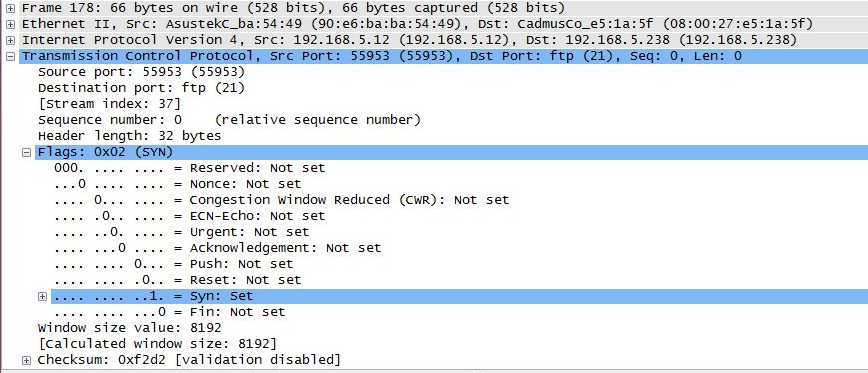 Frame 178: 66 bytes on wire (528 bits), 66 bytes captured (528 bits)
Ethernet II, Src: AsustekC_ba:54:49 (90:e6:ba:ba:54:49), Dst: CadmusCo_e5:1a:5f (08:00:27:e5:1a:5f)
Internet Protocol Version 4, Src: 192.168.5.12 (192.168.5.12), Dst: 192.168.5.238 (192.168.5.238)
Transmission Control Protocol, Src Port: 55953 (55953), Dst Port: ftp (21), Seq: 0, Len: 0
Source port: 55953 (55953)
Destination port: ftp (21)
[Stream index: 37]
Sequence number: 0    (relative sequence number)
Header length: 32 bytes
Flags: 0x02 (SYN)
000. .... .... = Reserved: Not set
...0 .... .... = Nonce: Not set
.... 0... .... = Congestion Window Reduced (CWR): Not set
.... .0.. .... = ECN-Echo: Not set
.... ..0. .... = Urgent: Not set
.... ...0 .... = Acknowledgement: Not set
.... .... 0... = Push: Not set
.... .... .0.. = Reset: Not set
.... .... ..1. = Syn: Set
.... .... ...0 = Fin: Not set
Window size value: 8192
[Calculated window size: 8192]
Checksum: 0xf2d2 [validation disabled]